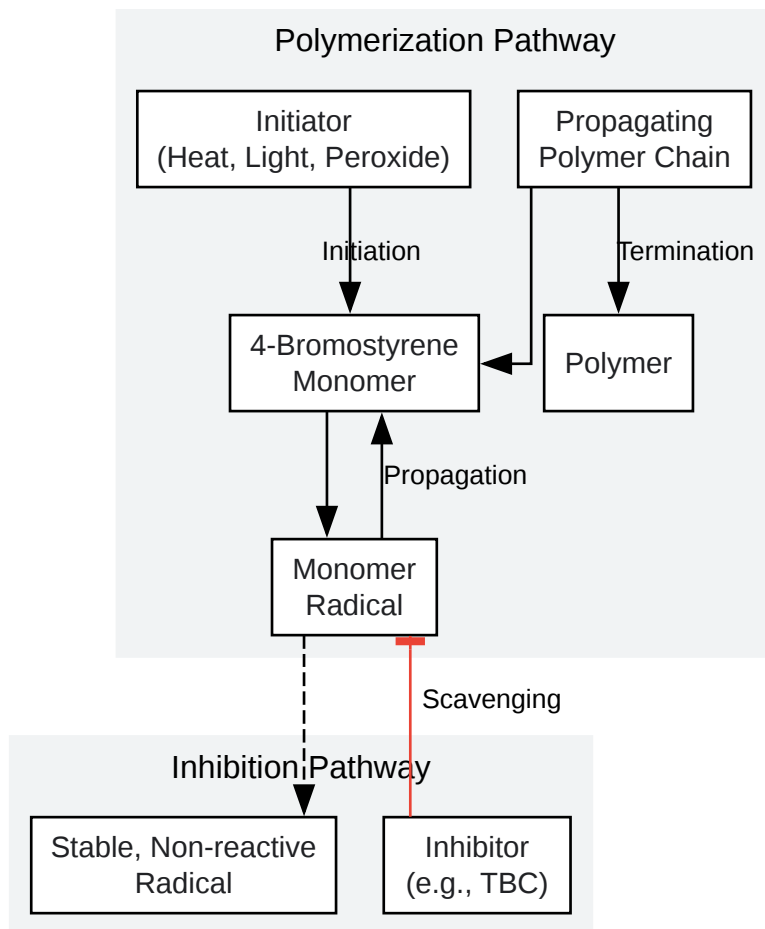 Polymerization Pathway
Initiator
(Heat, Light, Peroxide)
Propagating
Polymer Chain
Initiation
Termination
4-Bromostyrene
Monomer
Polymer
Propagation
Monomer
Radical
Scavenging
Inhibition Pathway
Stable, Non-reactive
Radical
Inhibitor
(e.g., TBC)